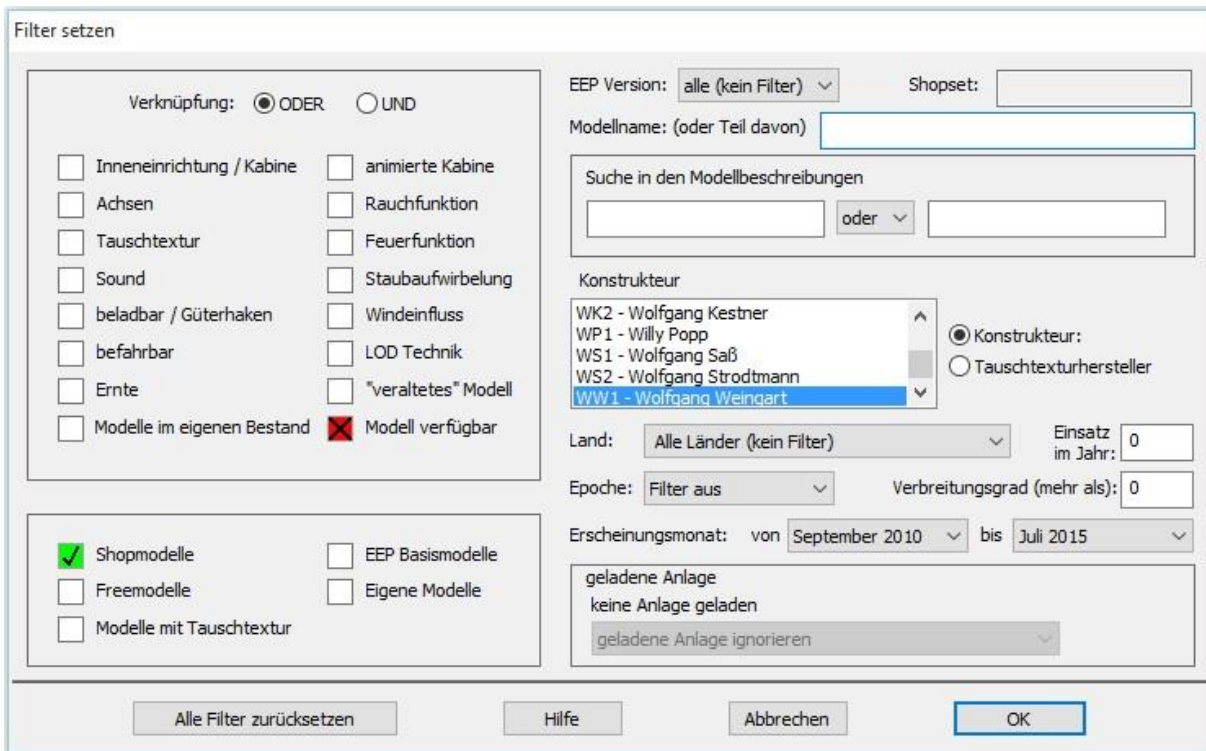 Filter setzen
Verknüpfung: ODER UND
Inneneinrichtung / Kabine animierte Kabine
Achsen Rauchfunktion
Tauschtextur Feuerfunktion
Sound Staubaufwirbelung
beladbar / Güterhaken Windeinfluss
befahrbar LOD Technik
Ernte "veraltetes" Modell
Modelle im eigenen Bestand Modell verfügbar
Shopmodelle EEP Basismodelle
Freemodelle Eigene Modelle
Modelle mit Tauschtextur
EEP Version: alle (kein Filter) Shopset:
Modellname: (oder Teil davon)
Suche in den Modellbeschreibungen
oder
Konstrukteur
WK2 - Wolfgang Kestner
WP1 - Willy Popp
WS1 - Wolfgang Saß
WS2 - Wolfgang Strodtmann
WW1 - Wolfgang Weingart
Konstrukteur:
Tauschtexturhersteller
Land: Alle Länder (kein Filter) Einsatz
im Jahr: 0
Epoche: Filter aus Verbreitungsgrad (mehr als): 0
Erscheinungsmonat: von September 2010 bis Juli 2015
geladene Anlage
keine Anlage geladen
geladene Anlage ignorieren
Alle Filter zurücksetzen Hilfe Abbrechen OK